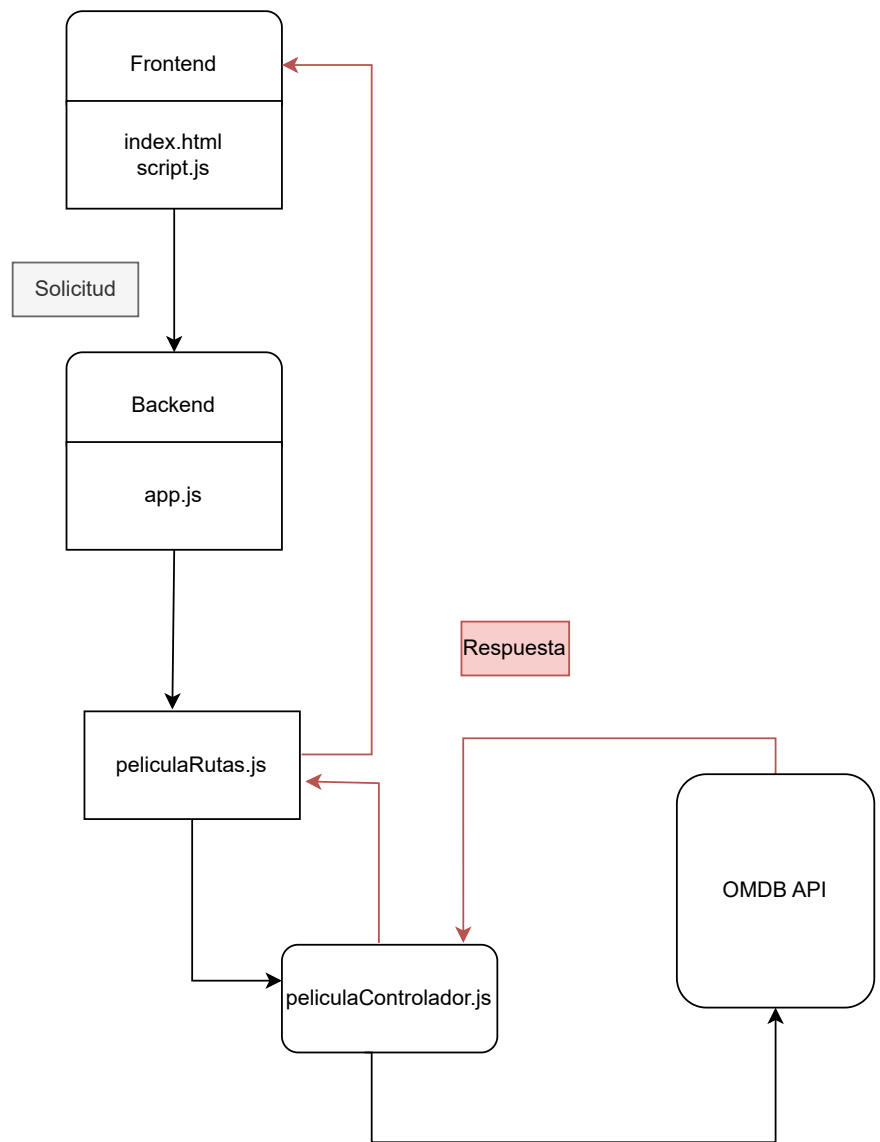 Frontend
index.html
script.js
Solicitud
Backend
app.js
Respuesta
peliculaRutas.js
OMDB API
peliculaControlador.js